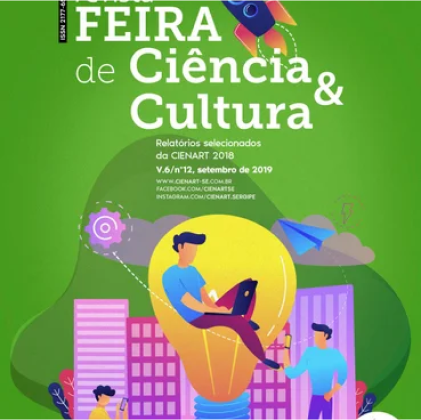 revista
FEIRA
de Ciência
& Cultura
Relatórios selecionados
da CIENART 2018
V.6/nº12, setembro de 2019
WWW.CIENART-SE.COM.BR
FACEBOOK.COM/CIENARTSE
INSTAGRAM.COM/CIENART.SERGIPE